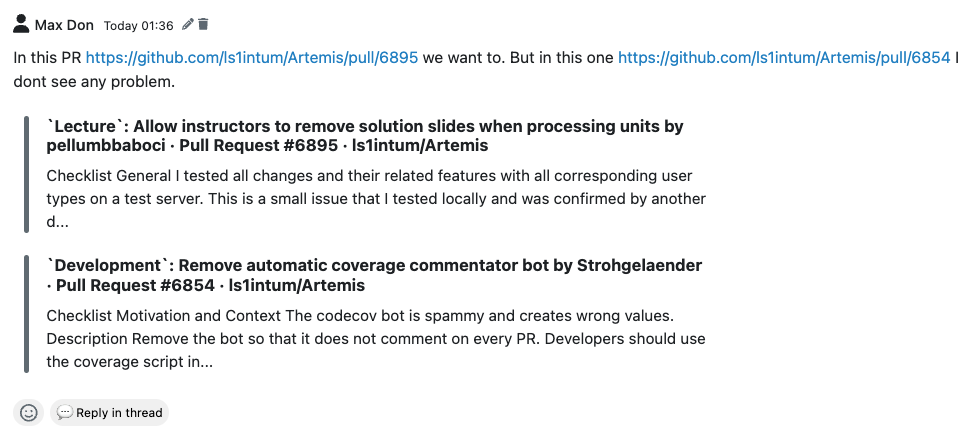 Max Don Today 01:36
In this PR https://github.com/ls1intum/Artemis/pull/6895 we want to. But in this one https://github.com/ls1intum/Artemis/pull/6854
dont see any problem.
`Lecture`: Allow instructors to remove solution slides when processing units by
pellumbbaboci · Pull Request #6895 · ls1intum/Artemis
Checklist General I tested all changes and their related features with all corresponding user
types on a test server. This is a small issue that I tested locally and was confirmed by another
d...
`Development`: Remove automatic coverage commentator bot by Strohgelaender
· Pull Request #6854 · ls1intum/Artemis
Checklist Motivation and Context The codecov bot is spammy and creates wrong values.
Description Remove the bot so that it does not comment on every PR. Developers should use
the coverage script in...
Reply in thread